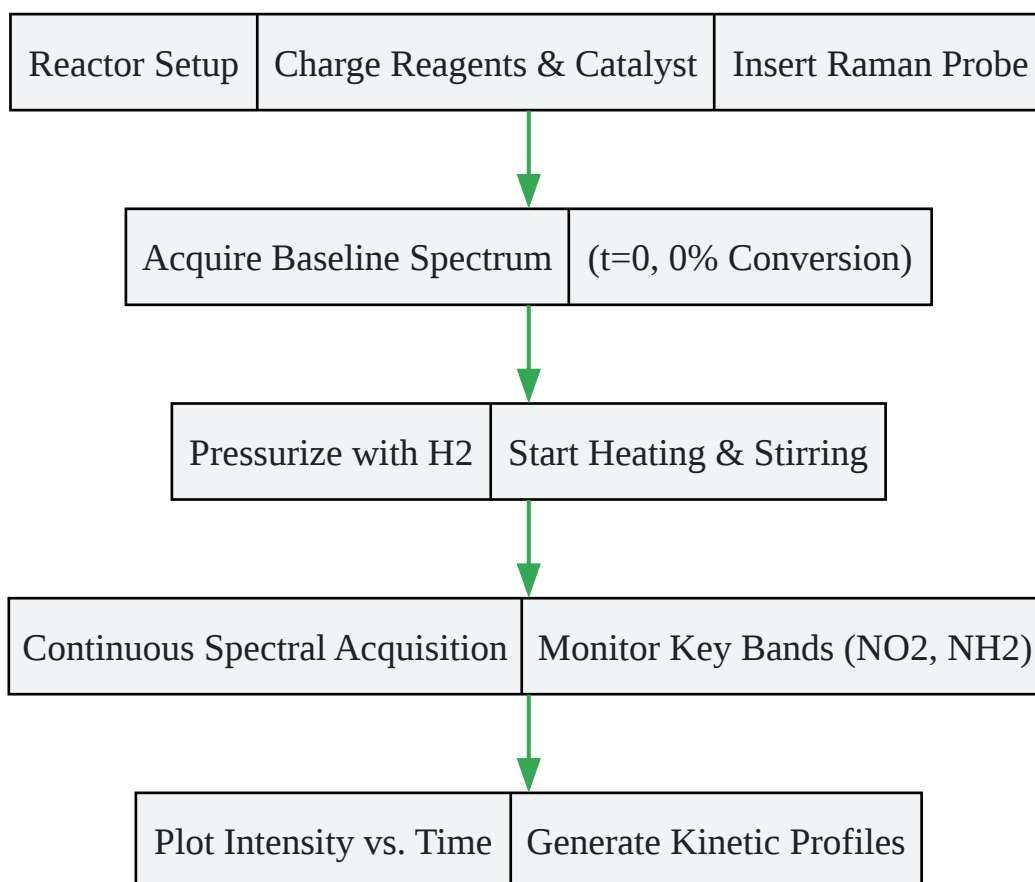 Reactor Setup Charge Reagents & Catalyst Insert Raman Probe
Acquire Baseline Spectrum (t=0, 0% Conversion)
Pressurize with H2 Start Heating & Stirring
Continuous Spectral Acquisition Monitor Key Bands (NO2, NH2)
Plot Intensity vs. Time Generate Kinetic Profiles